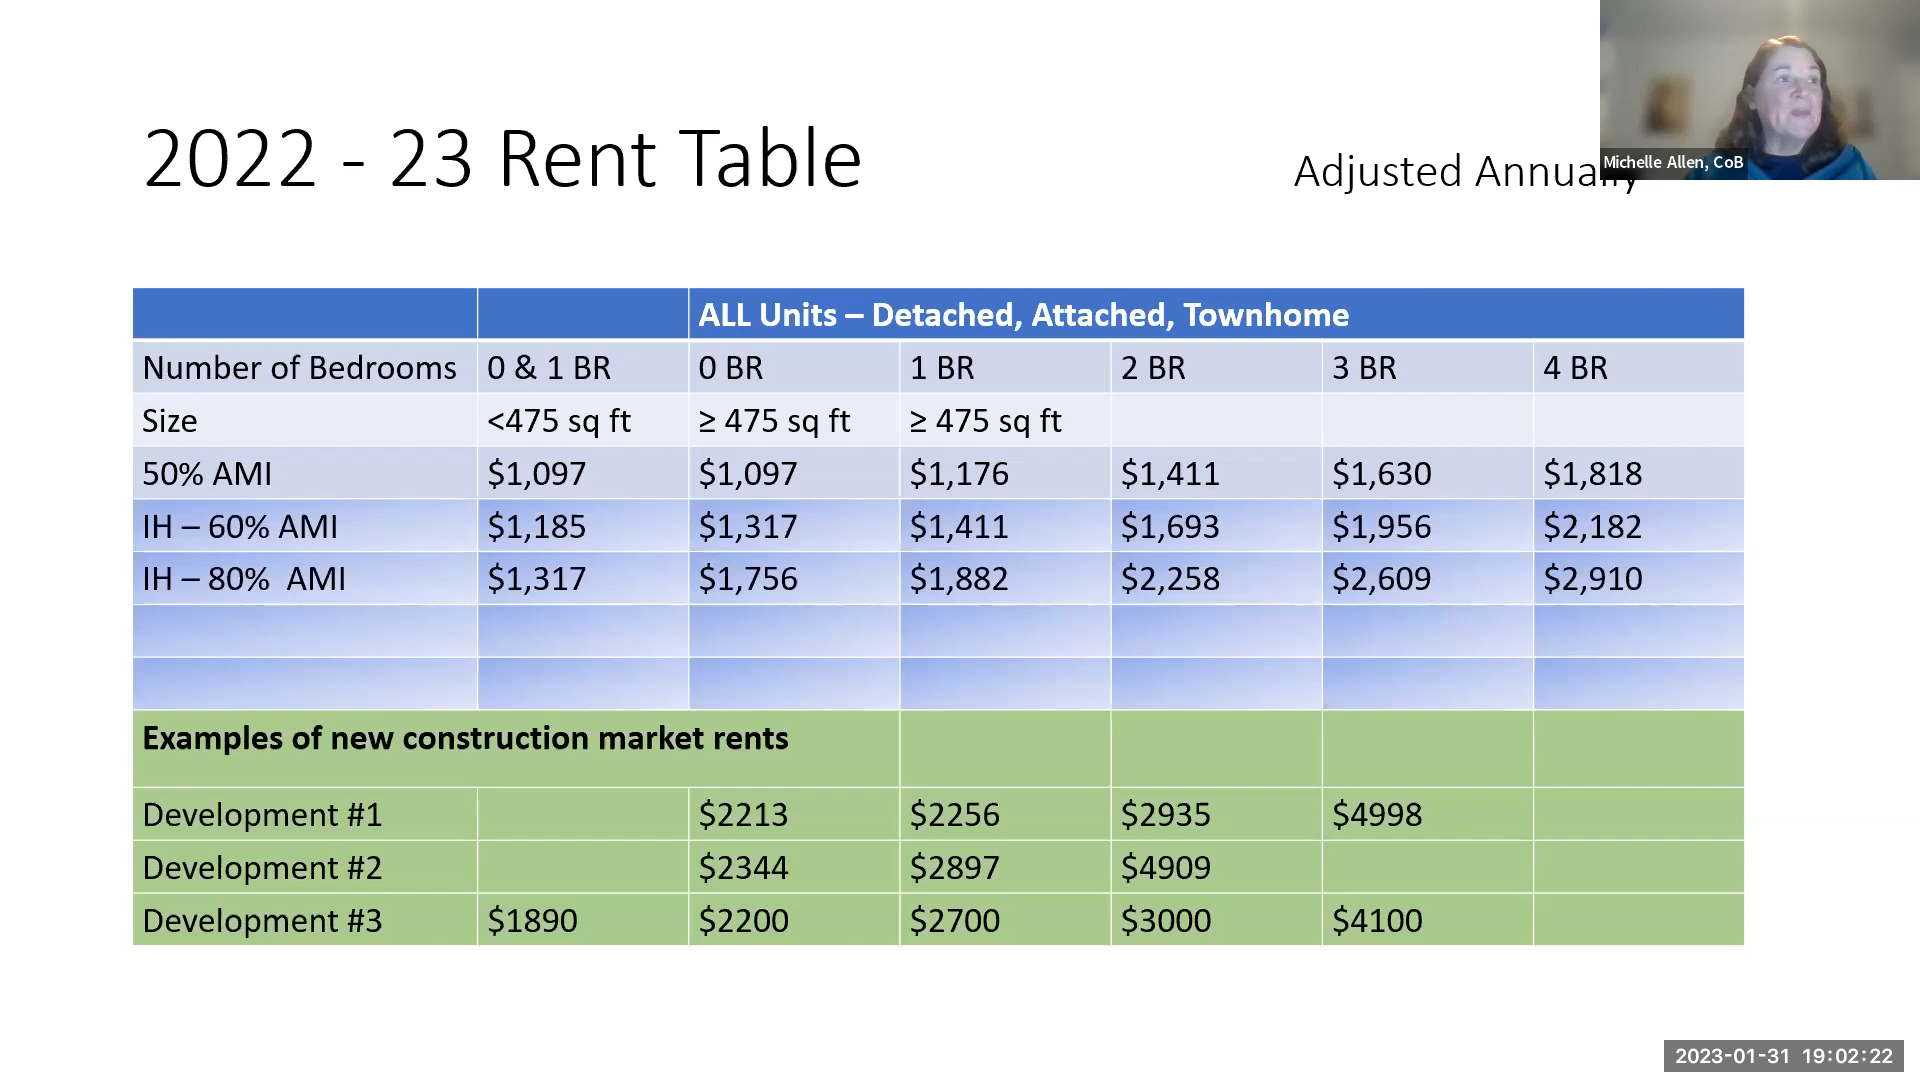 2022 - 23 Rent Table
Adjusted Annually
Michelle Allen, CoB
ALL Units – Detached, Attached, Townhome
Number of Bedrooms 0 & 1 BR 0 BR 1 BR 2 BR 3 BR 4 BR
Size <475 sq ft ≥ 475 sq ft ≥ 475 sq ft
50% AMI $1,097 $1,097 $1,176 $1,411 $1,630 $1,818
IH – 60% AMI $1,185 $1,317 $1,411 $1,693 $1,956 $2,182
IH – 80% AMI $1,317 $1,756 $1,882 $2,258 $2,609 $2,910
Examples of new construction market rents
Development #1 $2213 $2256 $2935 $4998
Development #2 $2344 $2897 $4909
Development #3 $1890 $2200 $2700 $3000 $4100
2023-01-31 19:02:22